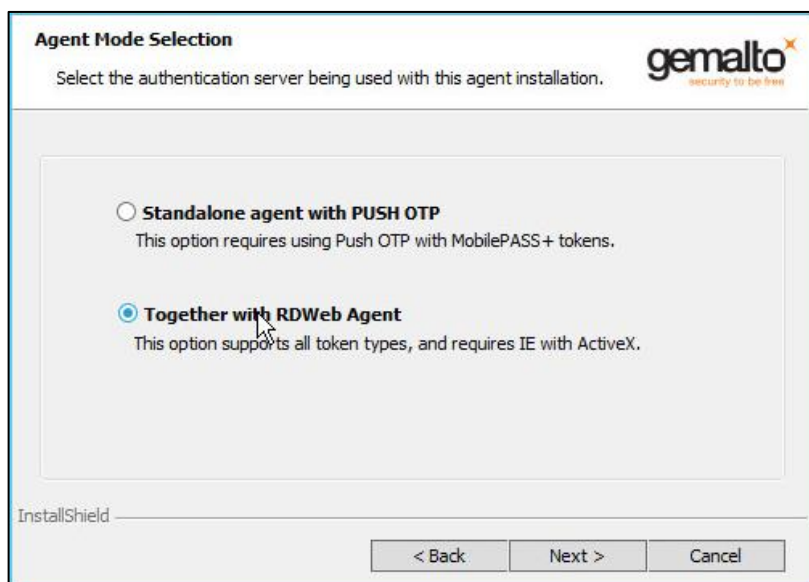 Agent Mode Selection
Select the authentication server being used with this agent installation.
gemalto
security to be free
Standalone agent with PUSH OTP
This option requires using Push OTP with MobilePASS+ tokens.
Together with RDWeb Agent
This option supports all token types, and requires IE with ActiveX.
InstallShield
< Back
Next >
Cancel